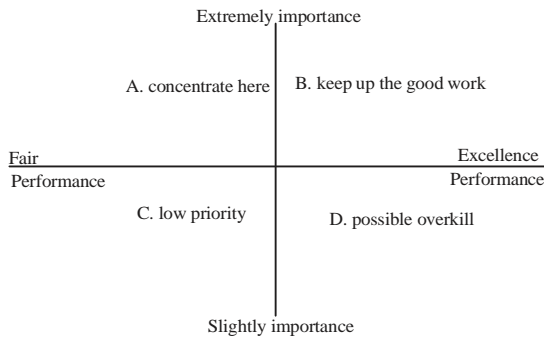 Extremely importance
A. concentrate here
B. keep up the good work
Fair
Performance
Excellence
Performance
C. low priority
D. possible overkill
Slightly importance